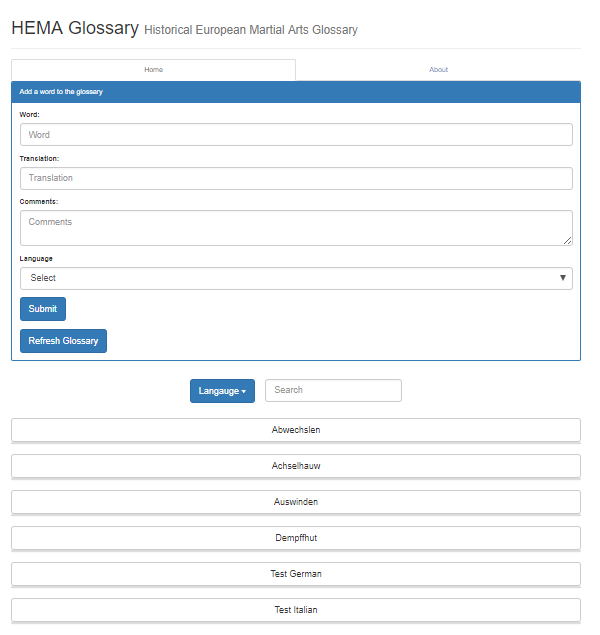 HEMA Glossary Historical European Martial Arts Glossary
Home About
Add a word to the glossary
Word:
Word
Translation:
Translation
Comments:
Comments
Language
Select
Submit
Refresh Glossary
Langauge Search
Abwechslen
Achselhauw
Auswinden
Dempffhut
Test German
Test Italian